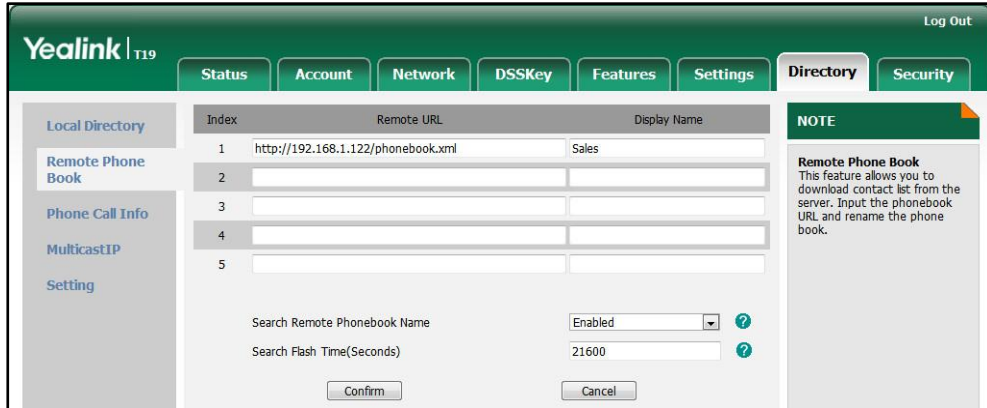 Log Out
Yealink T19
Status Account Network DSSKey Features Settings Directory Security
Local Directory
Remote Phone
Book
Phone Call Info
MulticastIP
Setting
Index Remote URL Display Name
1 http://192.168.1.122/phonebook.xml Sales
2
3
4
5
Search Remote Phonebook Name Enabled ?
Search Flash Time(Seconds) 21600 ?
Confirm Cancel
NOTE
Remote Phone Book
This feature allows you to
download contact list from the
server. Input the phonebook
URL and rename the phone
book.